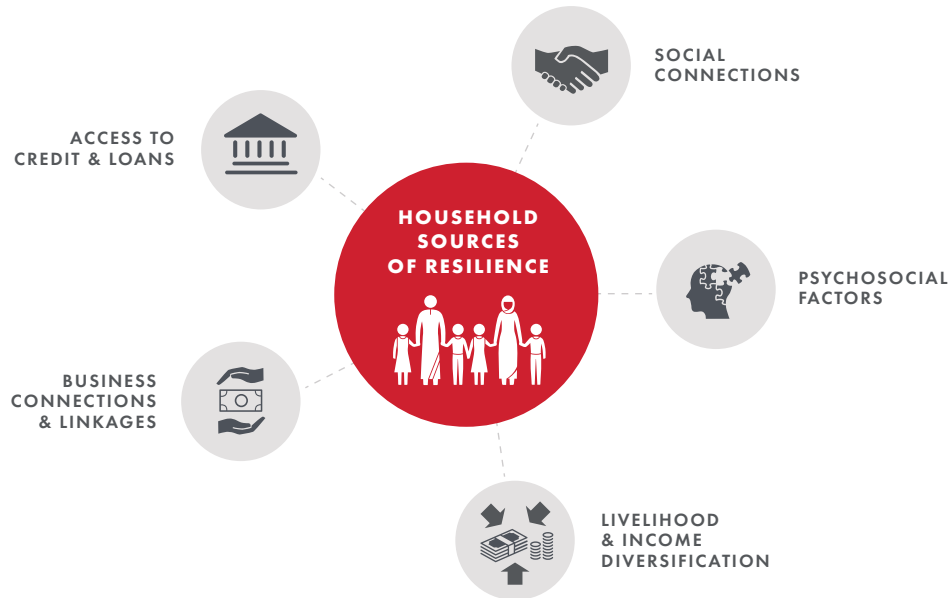 SOCIAL
CONNECTIONS
ACCESS TO
CREDIT & LOANS
HOUSEHOLD
SOURCES
OF RESILIENCE
PSYCHOSOCIAL
FACTORS
BUSINESS
CONNECTIONS
& LINKAGES
LIVELIHOOD
& INCOME
DIVERSIFICATION